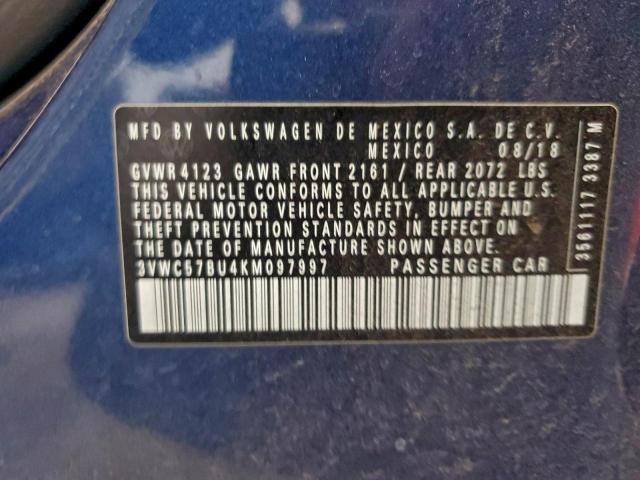 MFD BY VOLKSWAGEN DE MEXICO S.A. DE C.V.
MEXICO 08/18
GVWR 4123 GAWR FRONT 2161 / REAR 2072 LBS
THIS VEHICLE CONFORMS TO ALL APPLICABLE U.S.
FEDERAL MOTOR VEHICLE SAFETY, BUMPER AND
THEFT PREVENTION STANDARDS IN EFFECT ON
THE DATE OF MANUFACTURE SHOWN ABOVE.
3VWC57BU4KM097997 PASSENGER CAR
3561117 3387 M